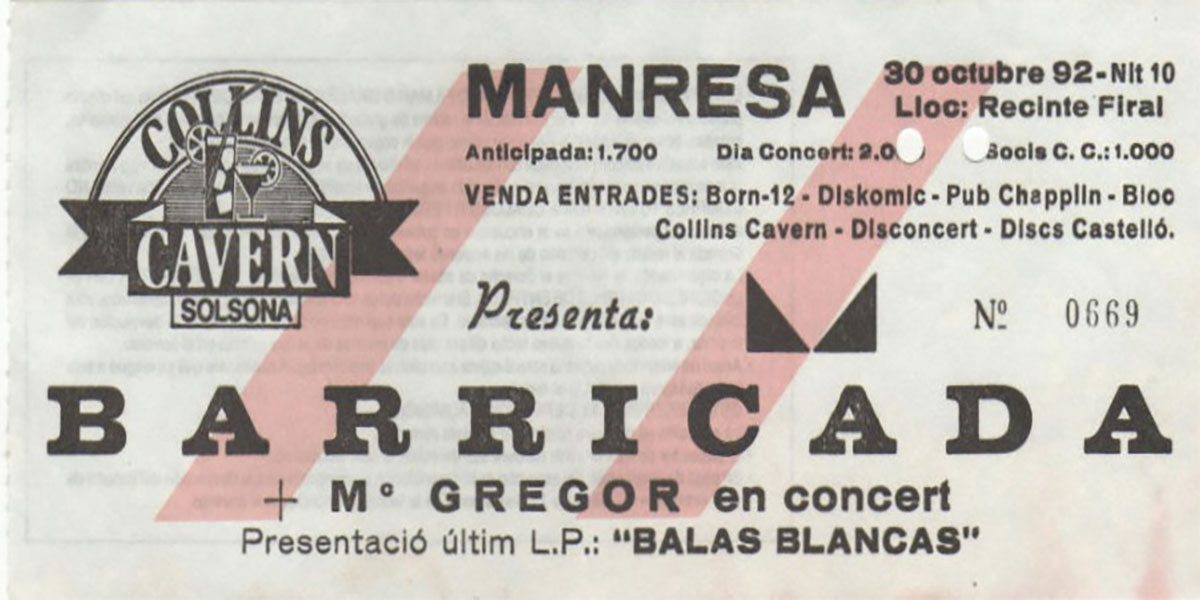 COLLINS
CAVERN
SOLSONA
MANRESA
30 octubre 92-Nit 10
Lloc: Recinte Firal
Anticipada: 1.700 Dia Concert: 2.0 Socis C. C.: 1.000
VENDA ENTRADES: Born-12 - Diskomic - Pub Chapplin - Bloc
Collins Cavern - Disconcert - Discs Castelló.
Presenta:
Nº 0669
BARRICADA
+ Mº GREGOR en concert
Presentació últim L.P.: "BALAS BLANCAS"